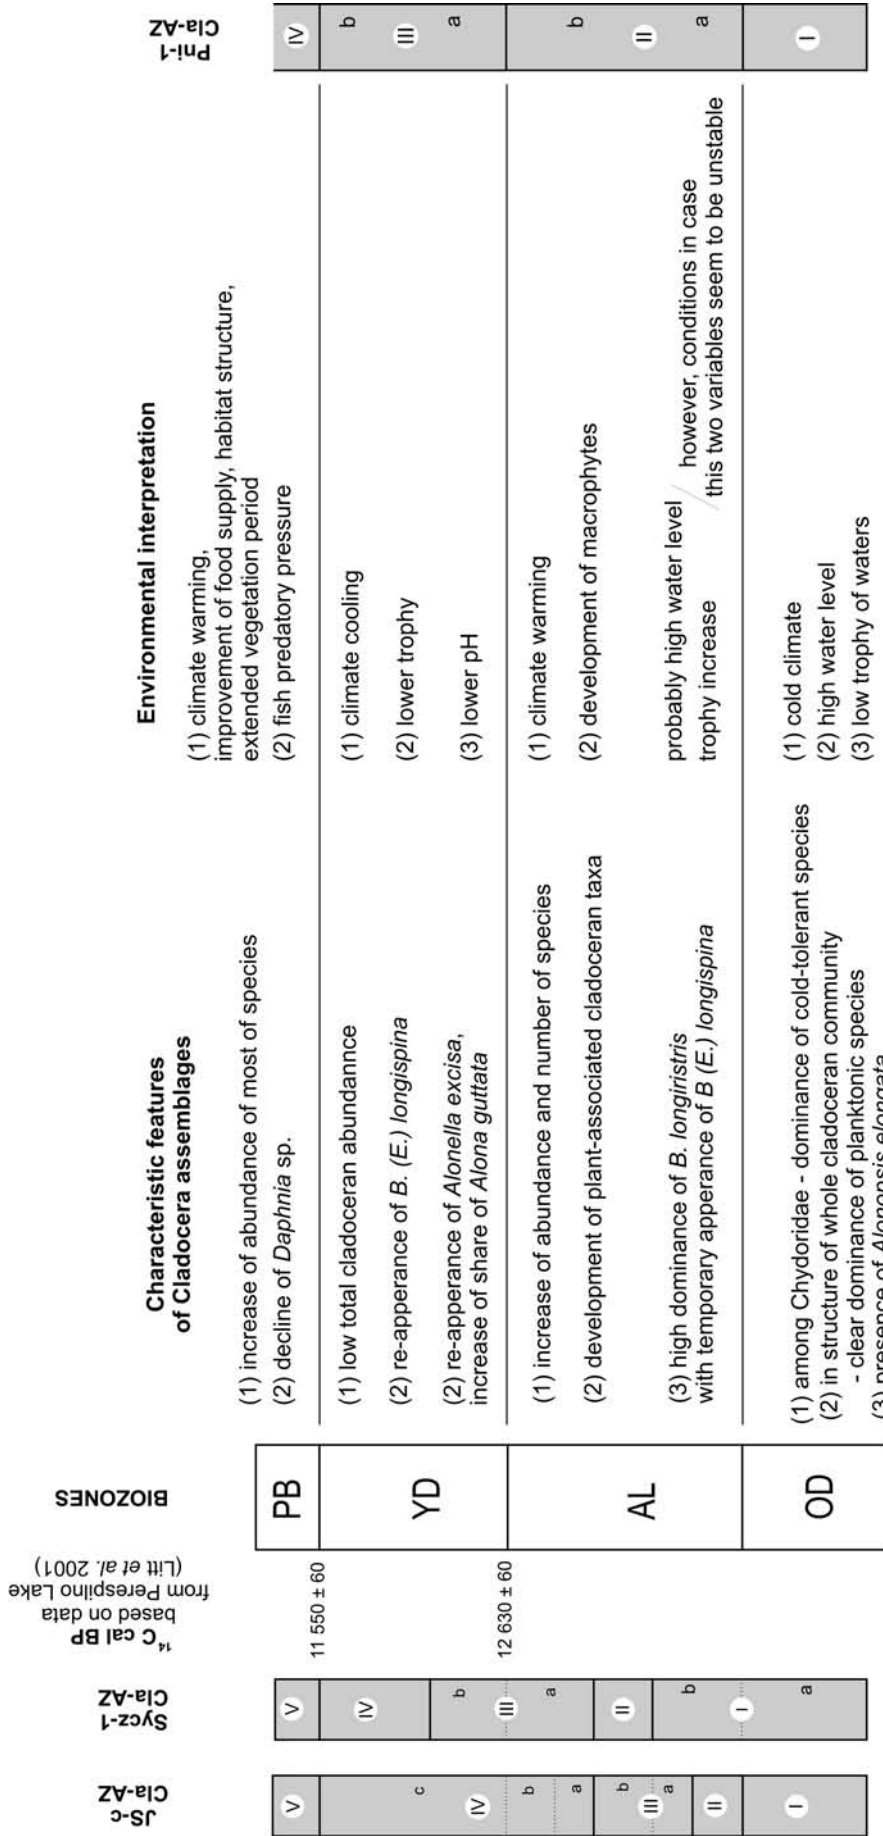 JS-c
Cla-AZ
Sycz-1
Cla-AZ
¹⁴C cal BP
based on data
from Perespilno Lake
(Litt et al. 2001)
BIOZONES
Characteristic features
of Cladocera assemblages
Environmental interpretation
Pni-1
Cla-AZ
V
V
PB
(1) increase of abundance of most of species
(2) decline of Daphnia sp.
(1) climate warming,
improvement of food supply, habitat structure,
extended vegetation period
(2) fish predatory pressure
IV
11 550 ± 60
c
IV
b
a
IV
b
III
a
YD
(1) low total cladoceran abundannce
(2) re-apperance of B. (E.) longispina
(2) re-apperance of Alonella excisa,
increase of share of Alona guttata
(1) climate cooling
(2) lower trophy
(3) lower pH
b
III
a
12 630 ± 60
b
III
a
II
II
b
AL
(1) increase of abundance and number of species
(2) development of plant-associated cladoceran taxa
(3) high dominance of B. longiristris
with temporary apperance of B (E.) longispina
(1) climate warming
(2) development of macrophytes
probably high water level
trophy increase
however, conditions in case
this two variables seem to be unstable
b
II
a
I
I
a
OD
(1) among Chydoridae - dominance of cold-tolerant species
(2) in structure of whole cladoceran community
- clear dominance of planktonic species
(3) presence of Alonopsis elongata
(1) cold climate
(2) high water level
(3) low trophy of waters
I